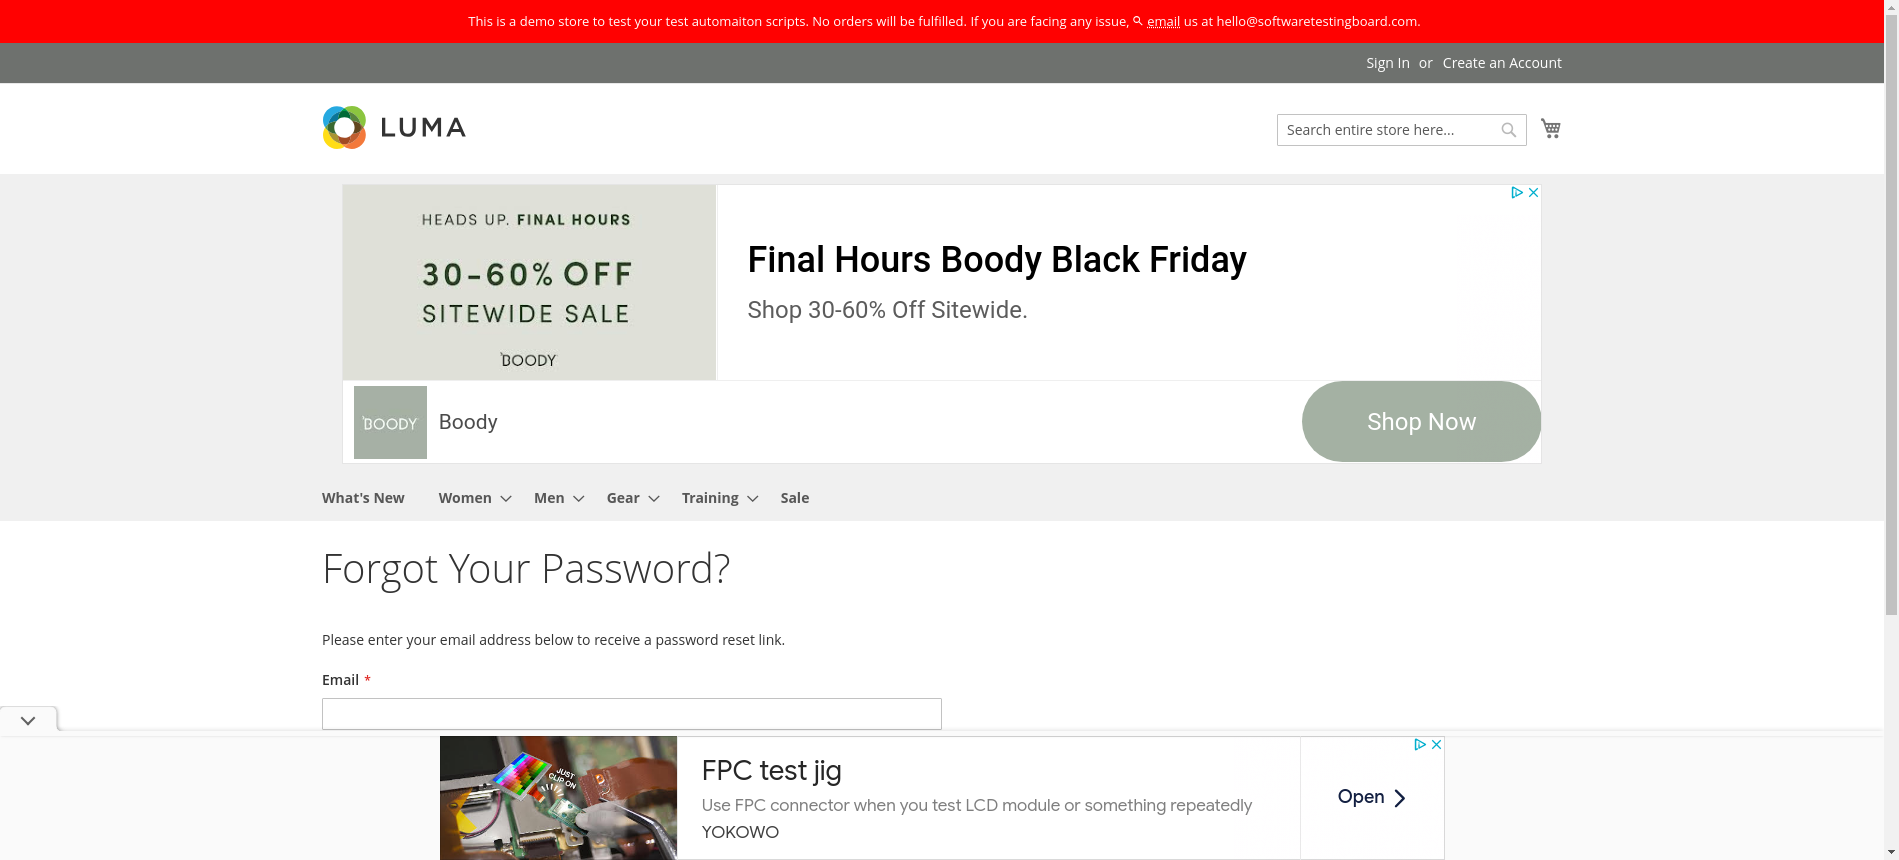 This is a demo store to test your test automaiton scripts. No orders will be fulfilled. If you are facing any issue, email us at hello@softwaretestingboard.com.
Sign In or Create an Account
LUMA
Search entire store here...
HEADS UP. FINAL HOURS
30-60% OFF
SITEWIDE SALE
BOODY
Final Hours Boody Black Friday
Shop 30-60% Off Sitewide.
BOODY
Boody
Shop Now
What's New Women Men Gear Training Sale
Forgot Your Password?
Please enter your email address below to receive a password reset link.
Email *
JUST
CLIP ON
FPC test jig
Use FPC connector when you test LCD module or something repeatedly
YOKOWO
Open